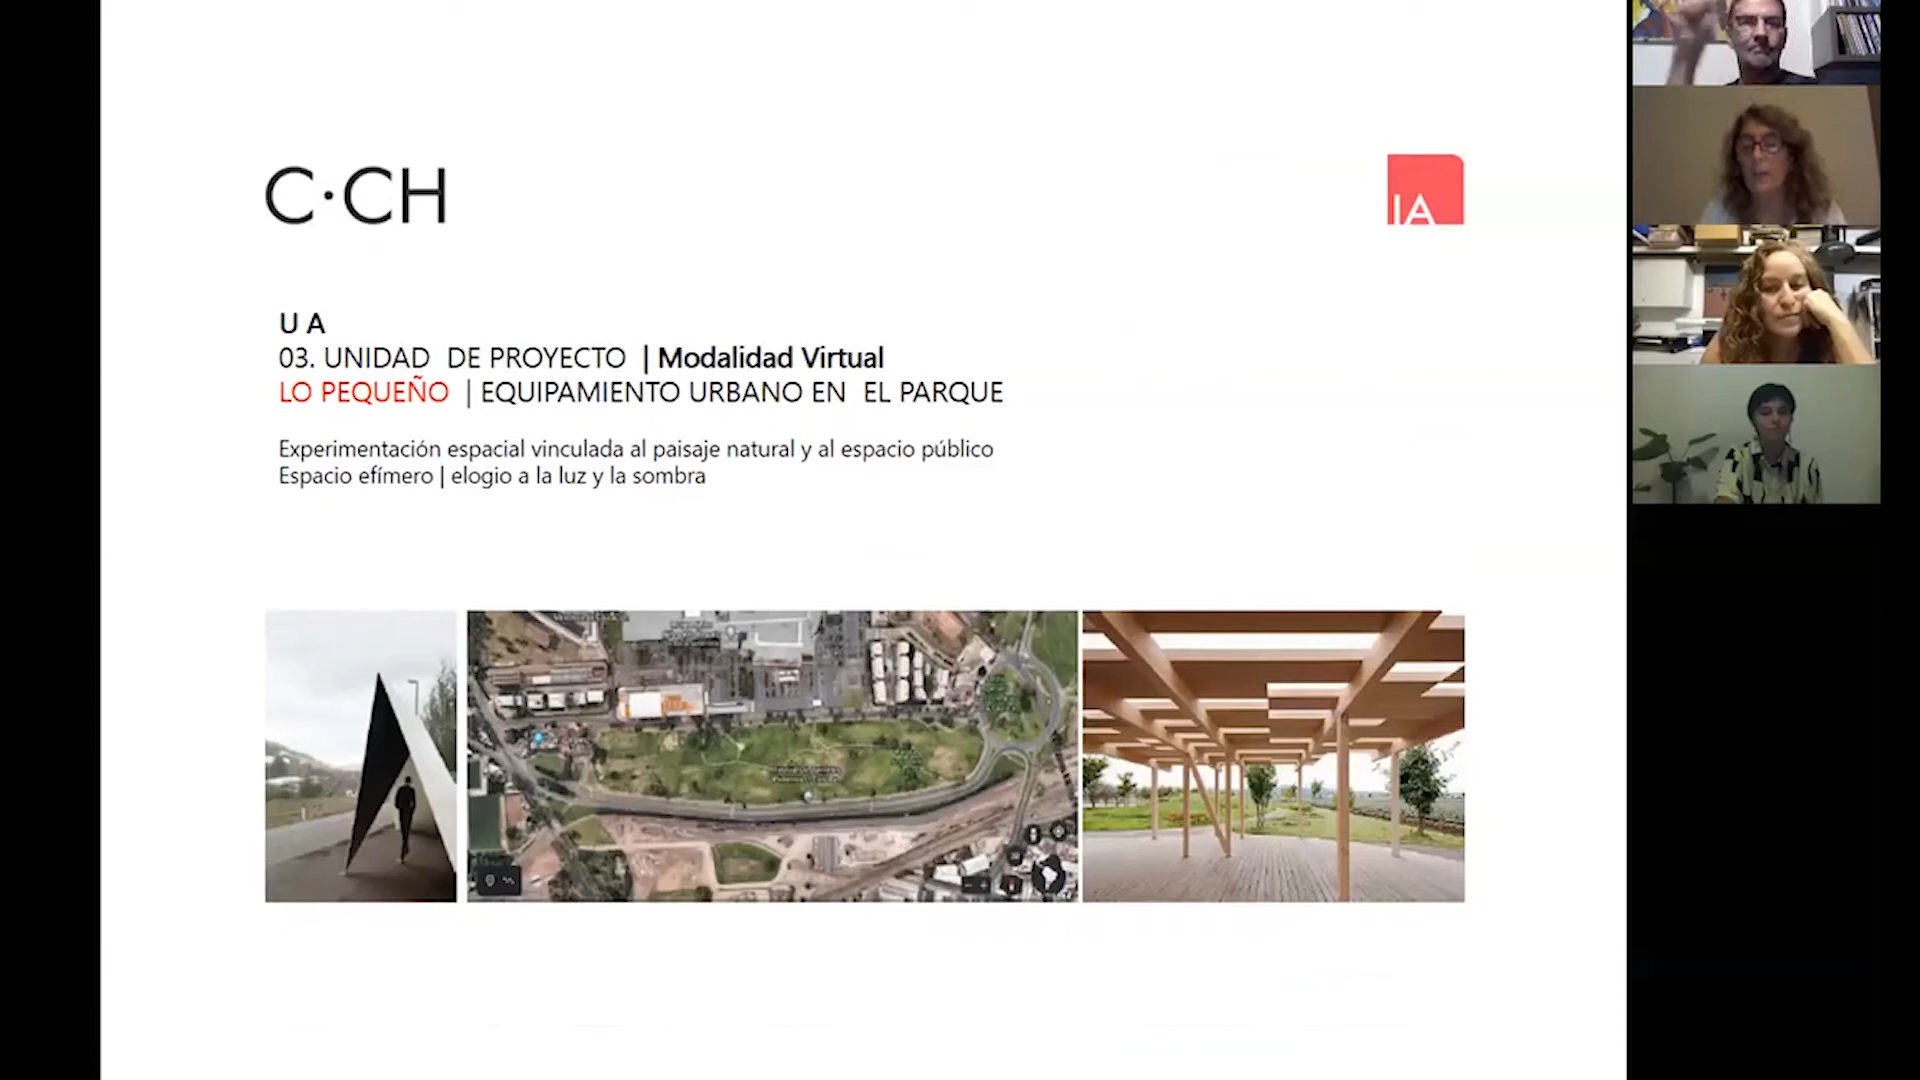 C·CH
IA
U A
03. UNIDAD DE PROYECTO | Modalidad Virtual
LO PEQUEÑO | EQUIPAMIENTO URBANO EN EL PARQUE
Experimentación espacial vinculada al paisaje natural y al espacio público
Espacio efímero | elogio a la luz y la sombra